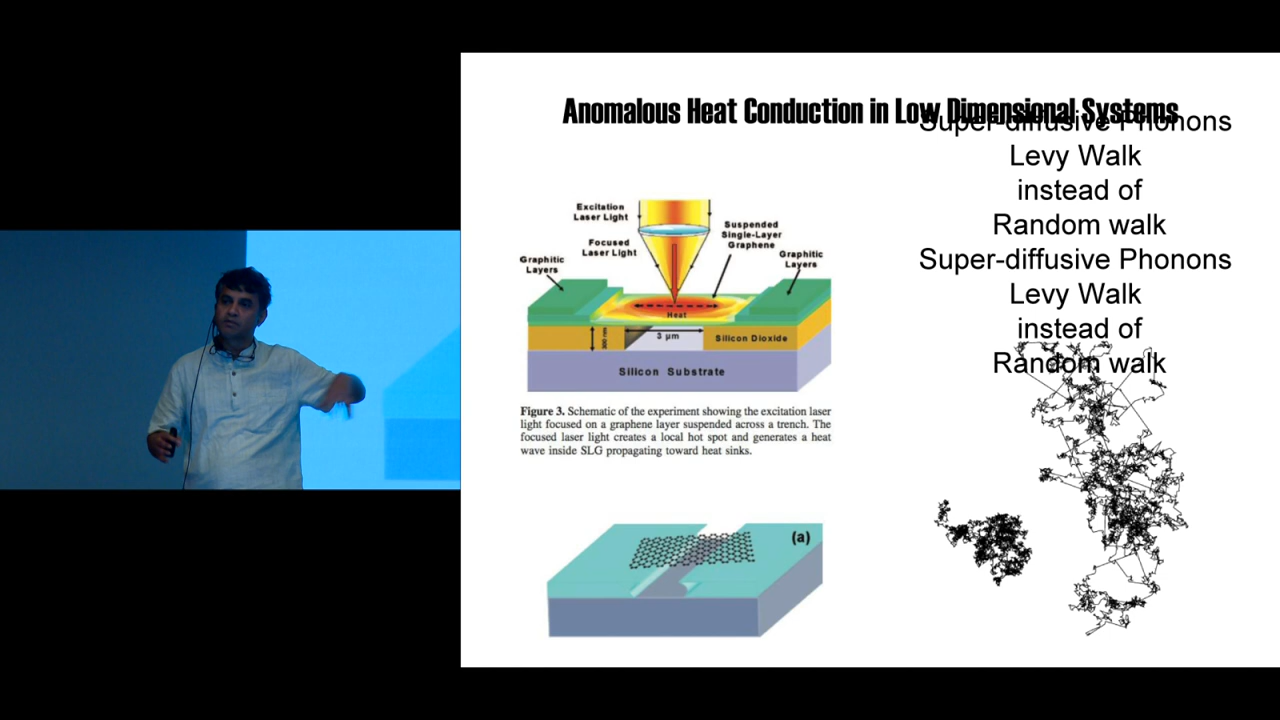 Anomalous Heat Conduction in Low Dimensional Systems
Super-diffusive Phonons
Levy Walk
instead of
Random walk
Super-diffusive Phonons
Levy Walk
instead of
Random walk
Excitation
Laser Light
Focused
Laser Light
Suspended
Single-Layer
Graphene
Graphitic
Layers
Graphitic
Layers
Heat
300 nm
3 µm
Silicon Dioxide
Silicon Substrate
Figure 3. Schematic of the experiment showing the excitation laser
light focused on a graphene layer suspended across a trench. The
focused laser light creates a local hot spot and generates a heat
wave inside SLG propagating toward heat sinks.
(a)